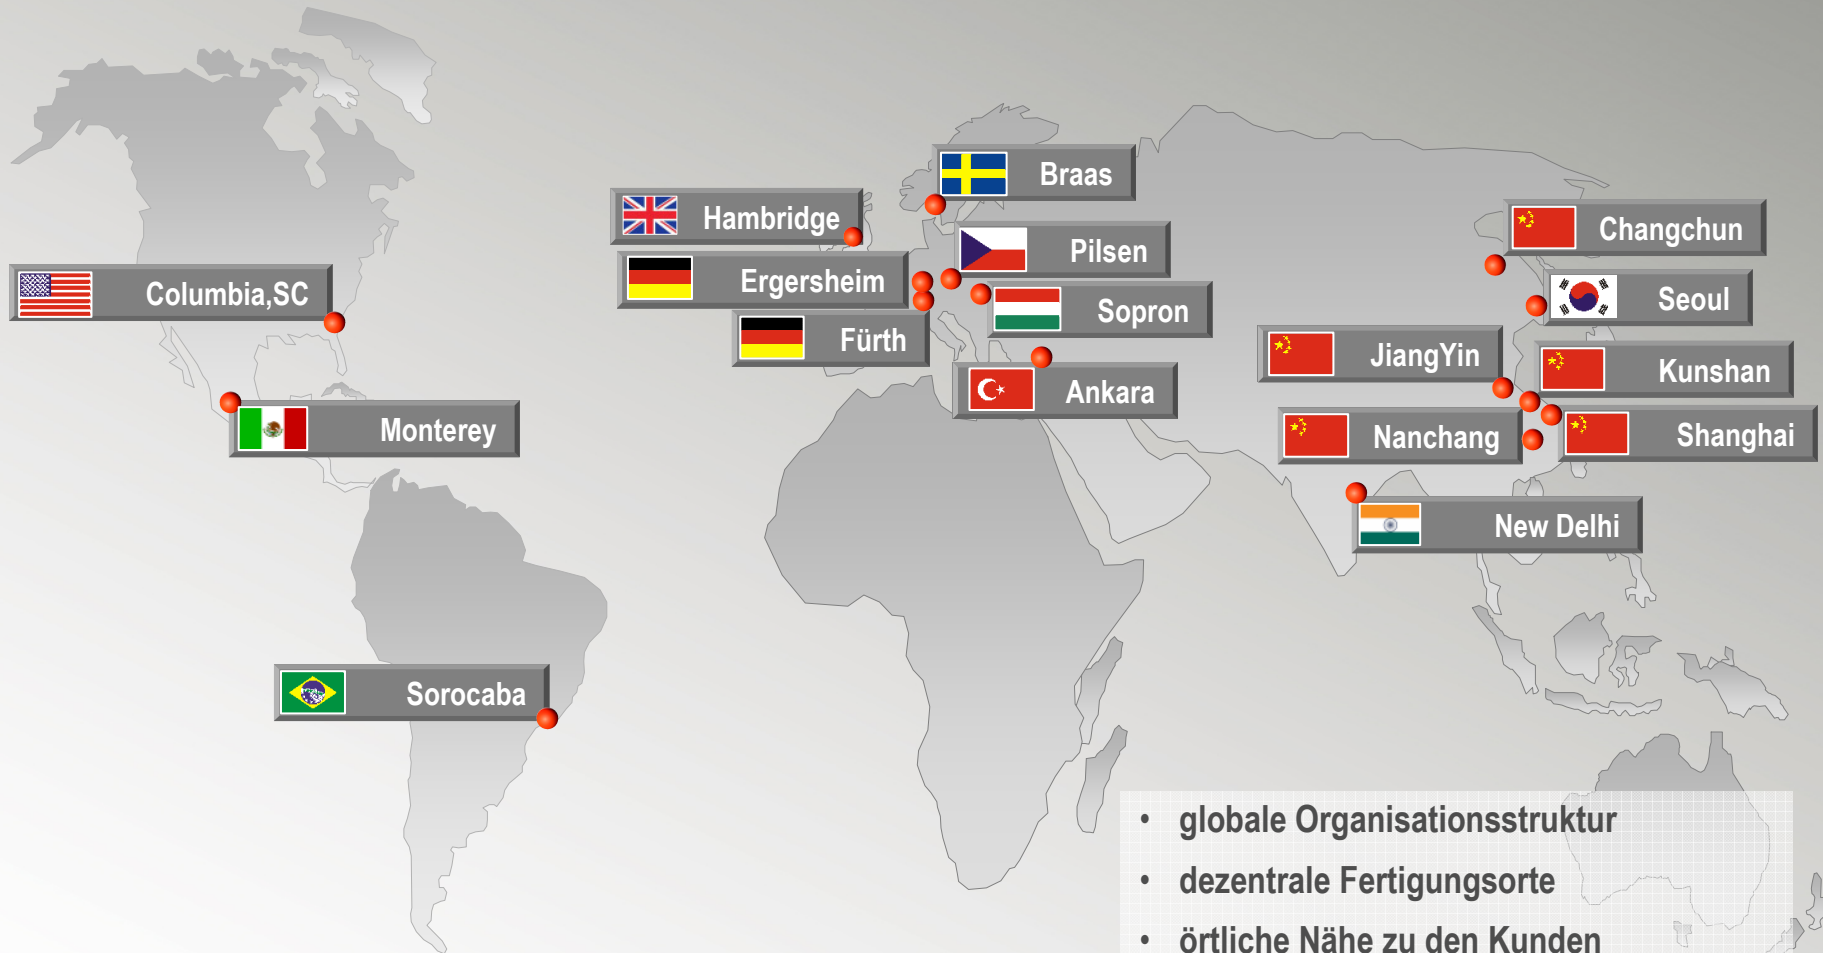 Braas
Hambridge
Changchun
Pilsen
Ergersheim
Columbia,SC
Seoul
Sopron
Fürth
JiangYin
Kunshan
Ankara
Monterey
Nanchang
Shanghai
New Delhi
Sorocaba
• globale Organisationsstruktur
• dezentrale Fertigungsorte
• örtliche Nähe zu den Kunden